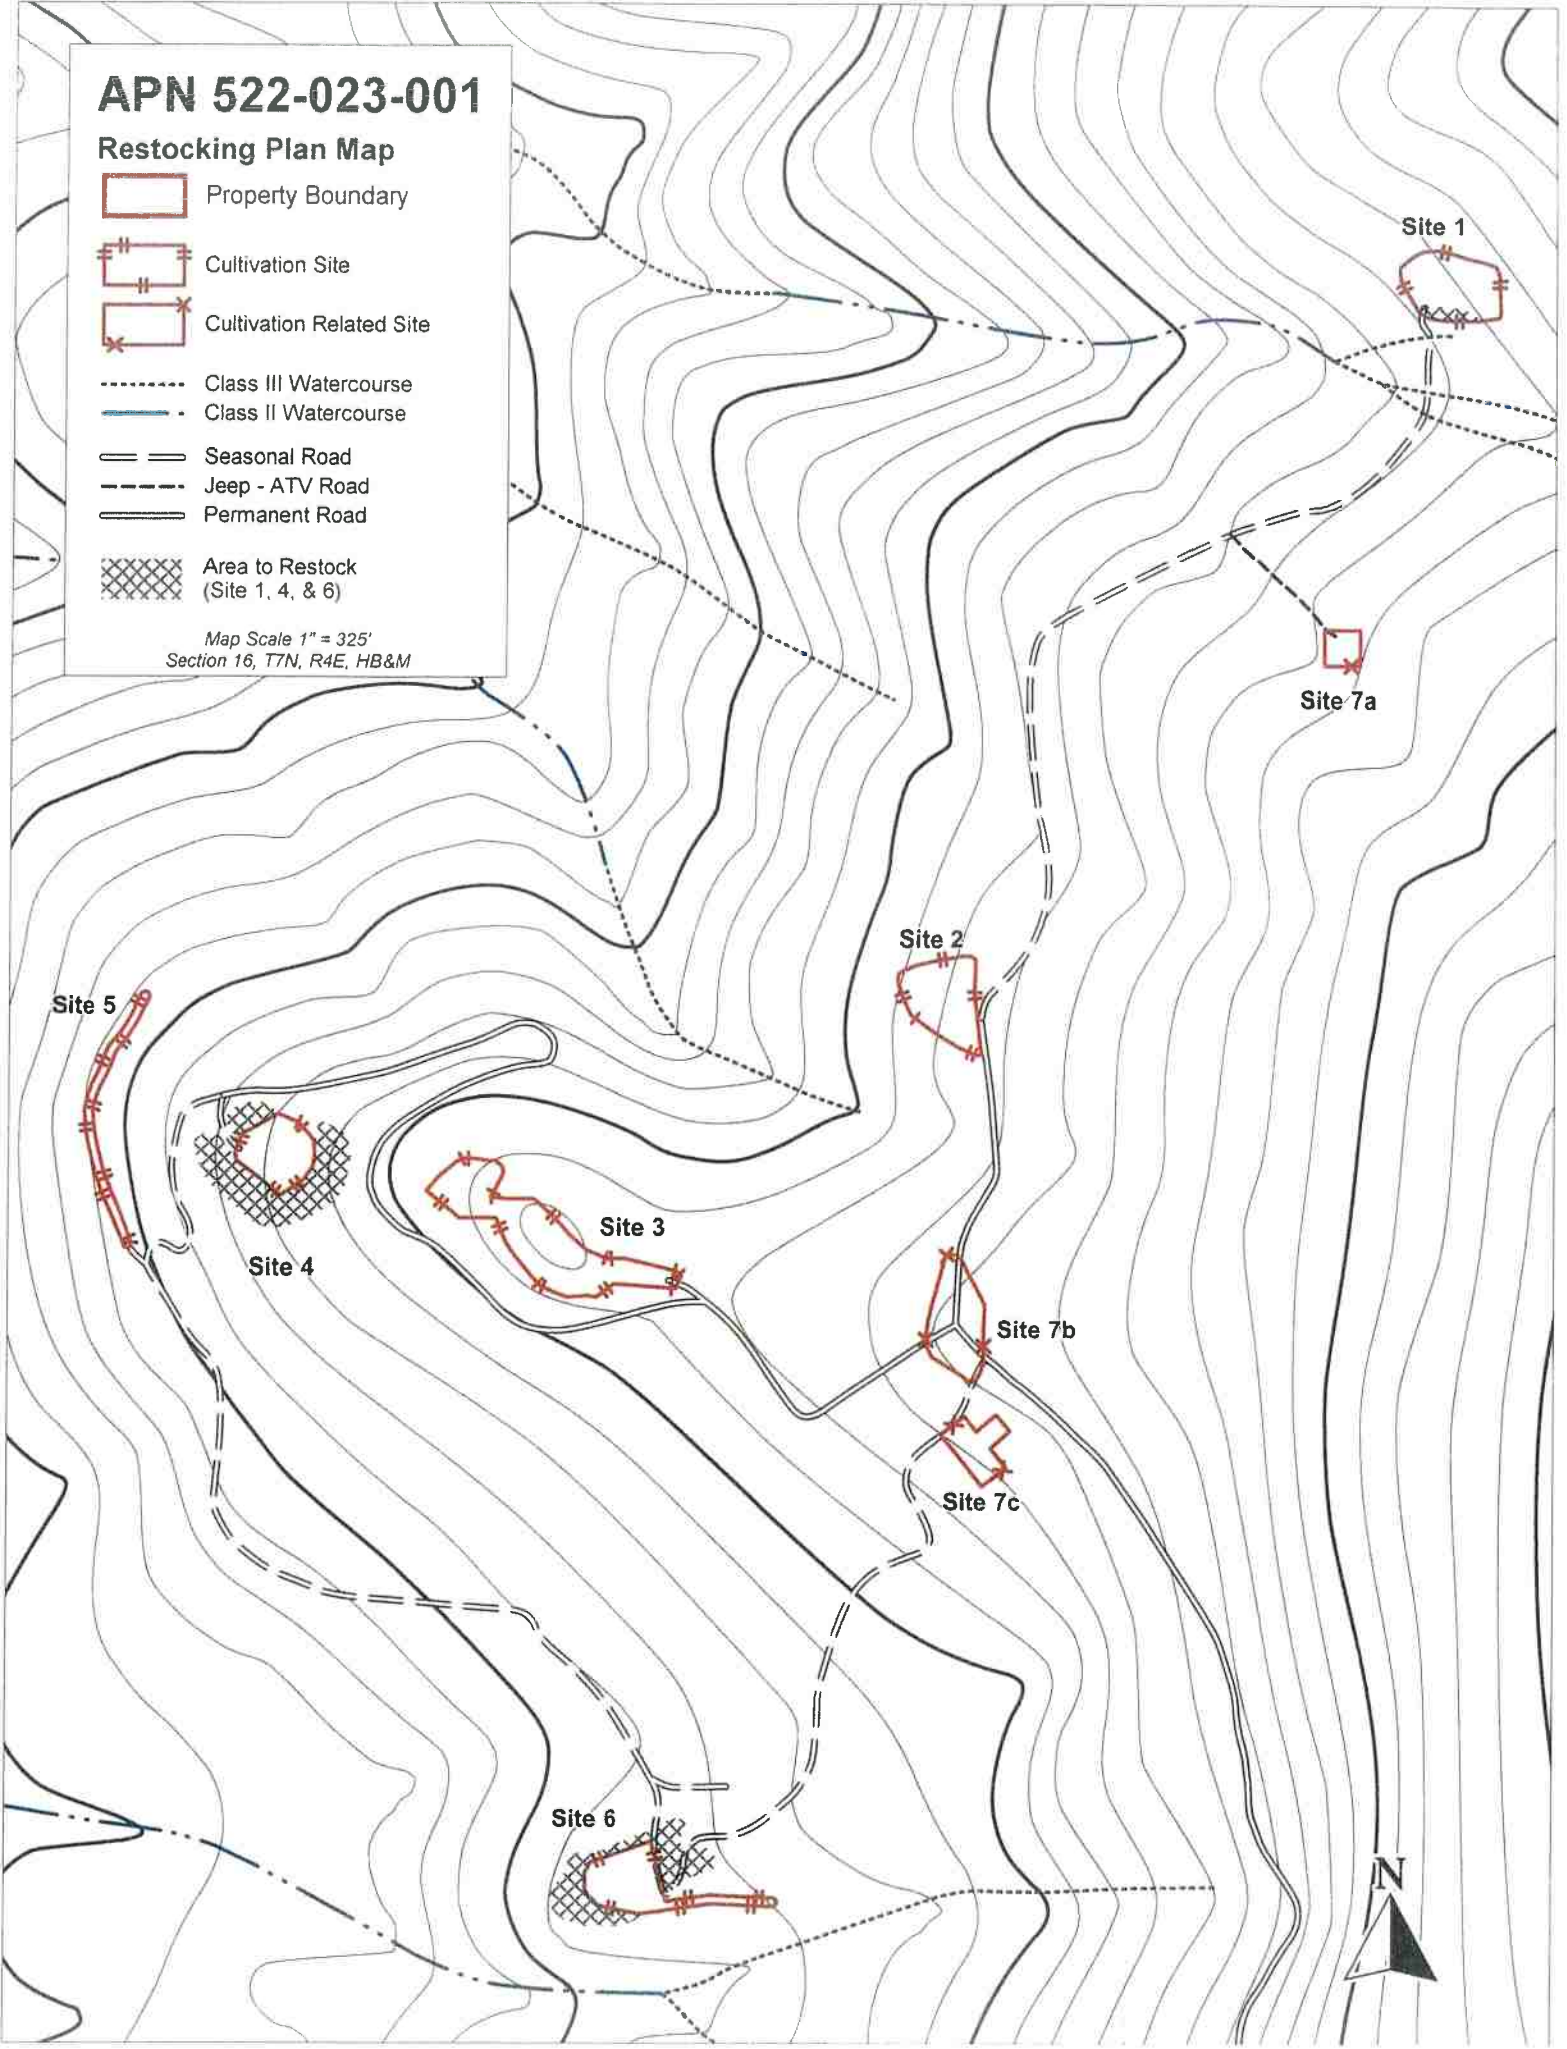 APN 522-023-001
Restocking Plan Map
Property Boundary
Cultivation Site
Cultivation Related Site
Class III Watercourse
Class II Watercourse
Seasonal Road
Jeep - ATV Road
Permanent Road
Area to Restock
(Site 1, 4, & 6)
Map Scale 1" = 325'
Section 16, T7N, R4E, HB&M
Site 1
Site 7a
Site 2
Site 5
Site 3
Site 4
Site 7b
Site 7c
Site 6
N